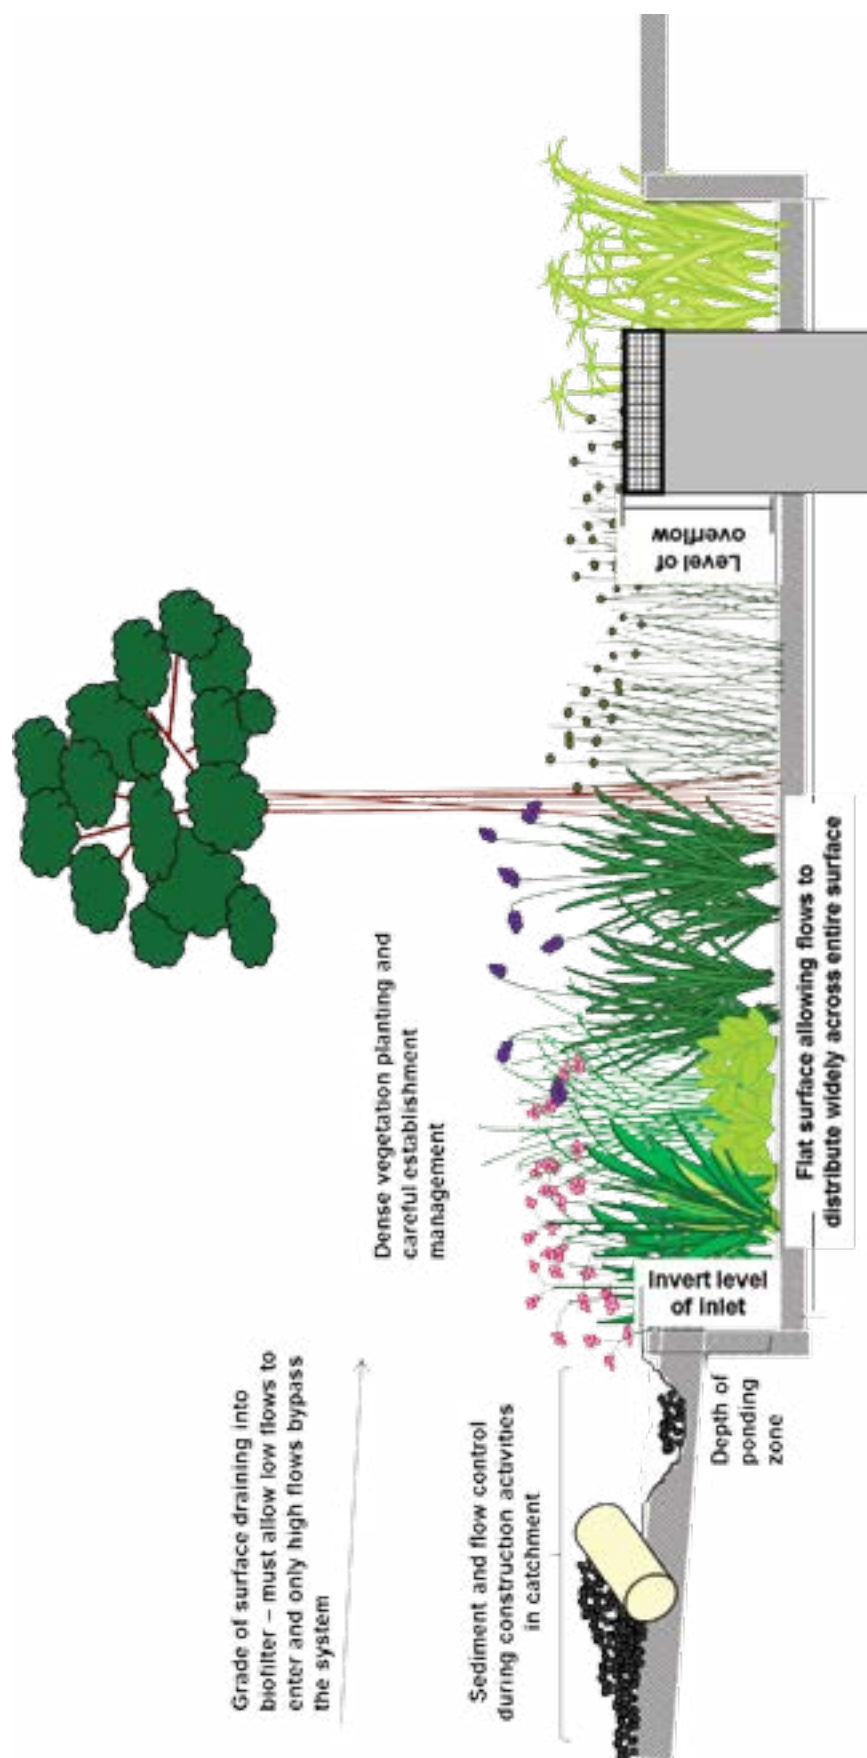 Grade of surface draining into
biofilter – must allow low flows to
enter and only high flows bypass
the system
Sediment and flow control
during construction activities
in catchment
Dense vegetation planting and
careful establishment
management
Depth of
ponding
zone
Invert level
of inlet
Flat surface allowing flows to
distribute widely across entire surface
Level of
overflow